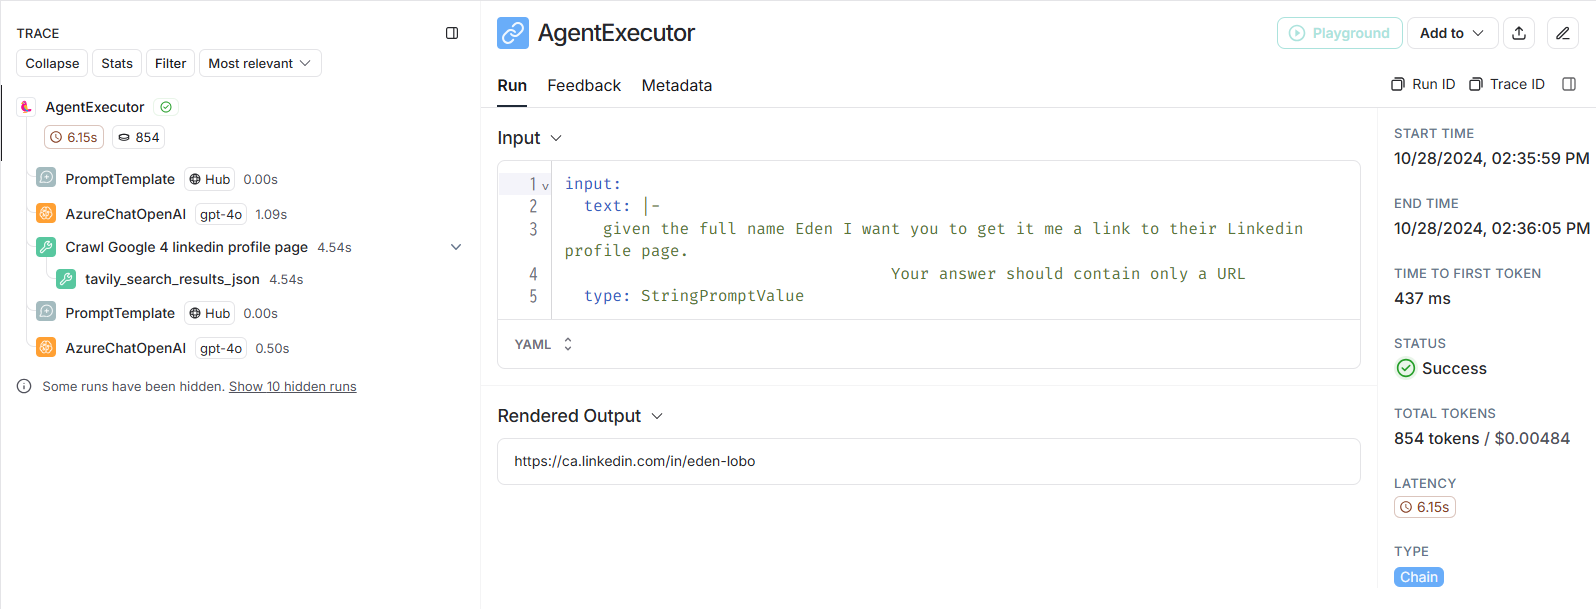 TRACE
Collapse Stats Filter Most relevant
AgentExecutor
6.15s 854
PromptTemplate Hub 0.00s
AzureChatOpenAI gpt-4o 1.09s
Crawl Google 4 linkedin profile page 4.54s
tavily_search_results_json 4.54s
PromptTemplate Hub 0.00s
AzureChatOpenAI gpt-4o 0.50s
Some runs have been hidden. Show 10 hidden runs
AgentExecutor
Playground Add to
Run Feedback Metadata
Run ID Trace ID
Input
1 input:
2 text: |-
3 given the full name Eden I want you to get it me a link to their Linkedin
profile page.
4 Your answer should contain only a URL
5 type: StringPromptValue
YAML
Rendered Output
https://ca.linkedin.com/in/eden-lobo
START TIME
10/28/2024, 02:35:59 PM
END TIME
10/28/2024, 02:36:05 PM
TIME TO FIRST TOKEN
437 ms
STATUS
Success
TOTAL TOKENS
854 tokens / $0.00484
LATENCY
6.15s
TYPE
Chain